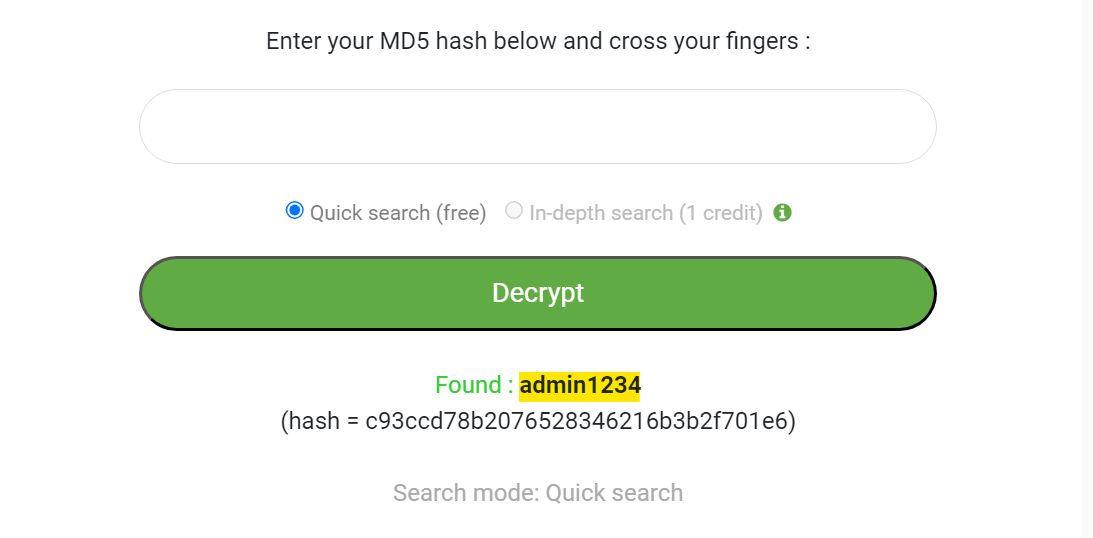 Enter your MD5 hash below and cross your fingers :
Quick search (free) In-depth search (1 credit)
Decrypt
Found : admin1234
(hash = c93ccd78b2076528346216b3b2f701e6)
Search mode: Quick search